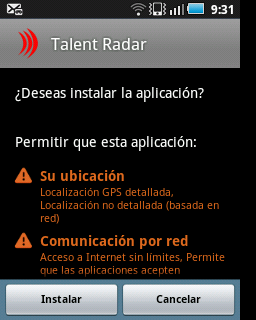 9:31
Talent Radar
¿Deseas instalar la aplicación?
Permitir que esta aplicación:
Su ubicación
Localización GPS detallada,
Localización no detallada (basada en
red)
Comunicación por red
Acceso a Internet sin límites, Permite
que las aplicaciones acepten
Instalar
Cancelar